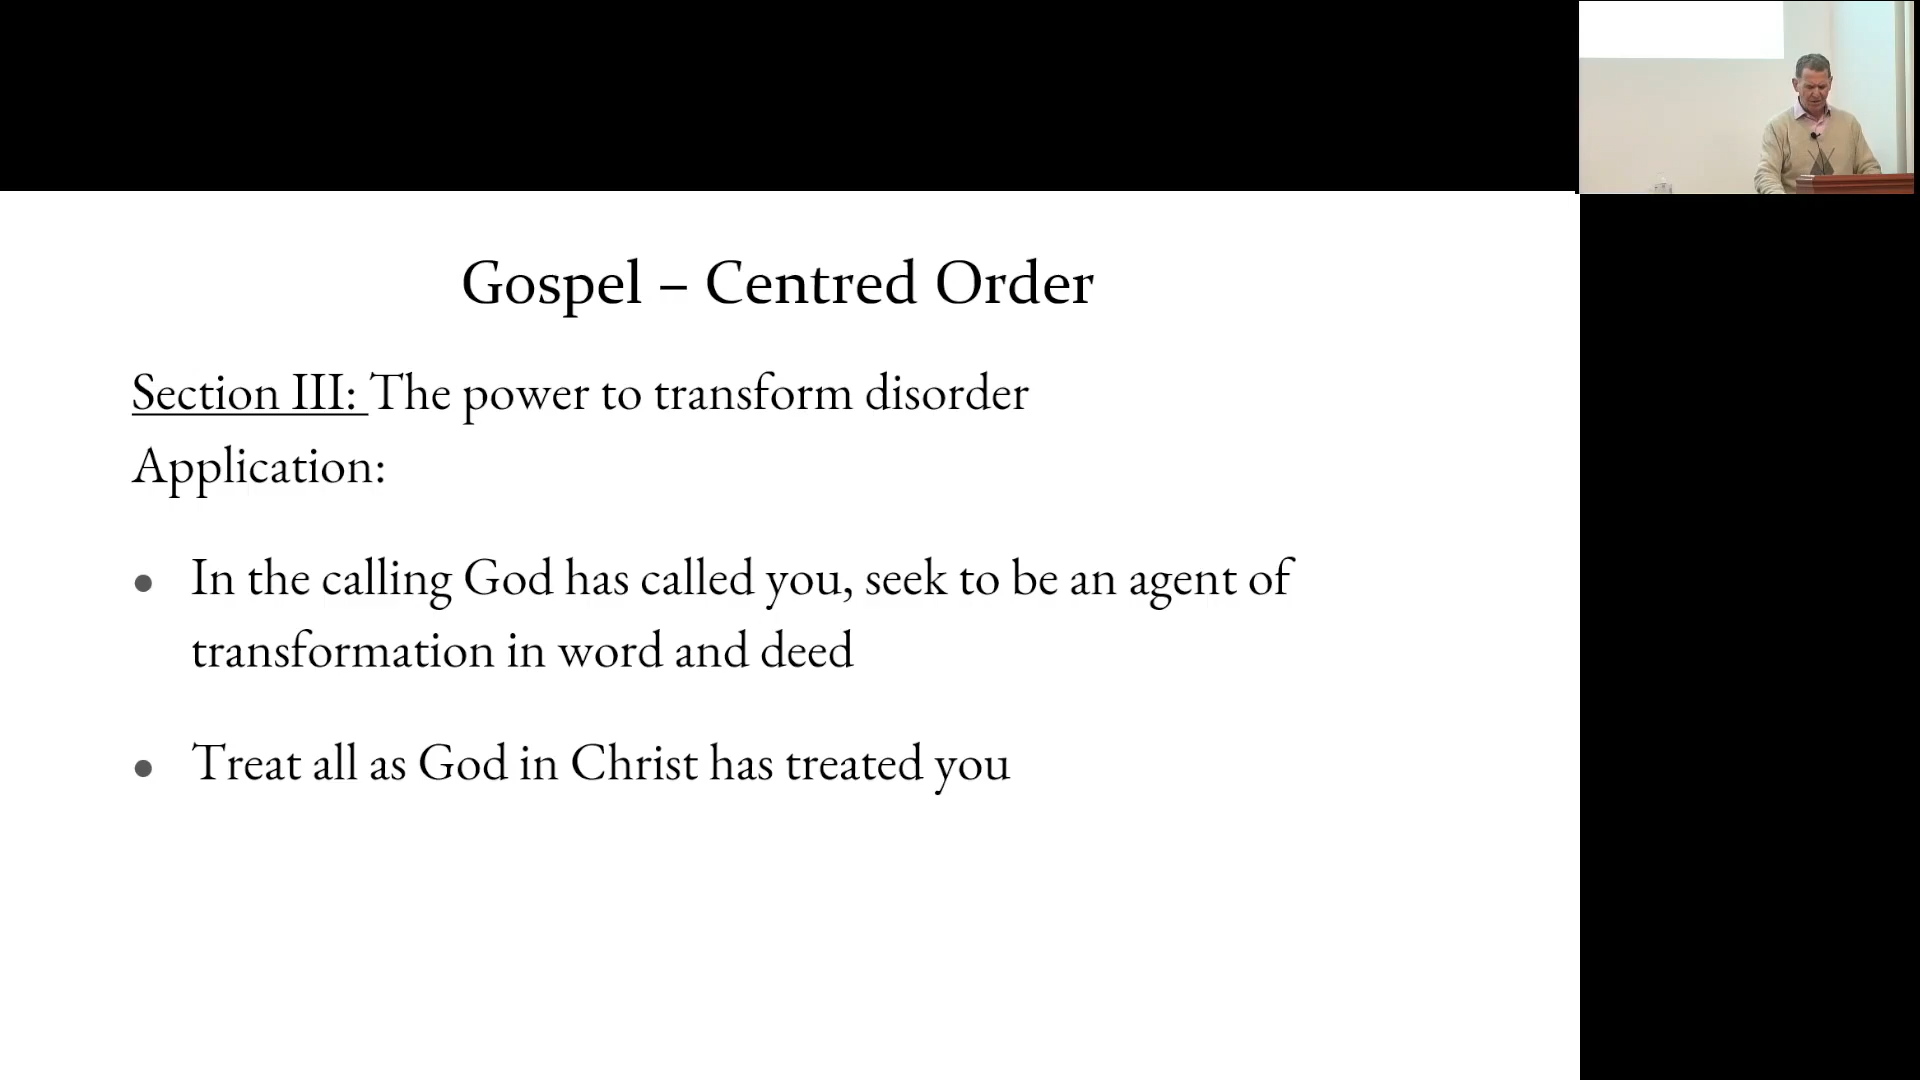 Gospel – Centred Order
Section III: The power to transform disorder
Application:
● In the calling God has called you, seek to be an agent of
transformation in word and deed
● Treat all as God in Christ has treated you